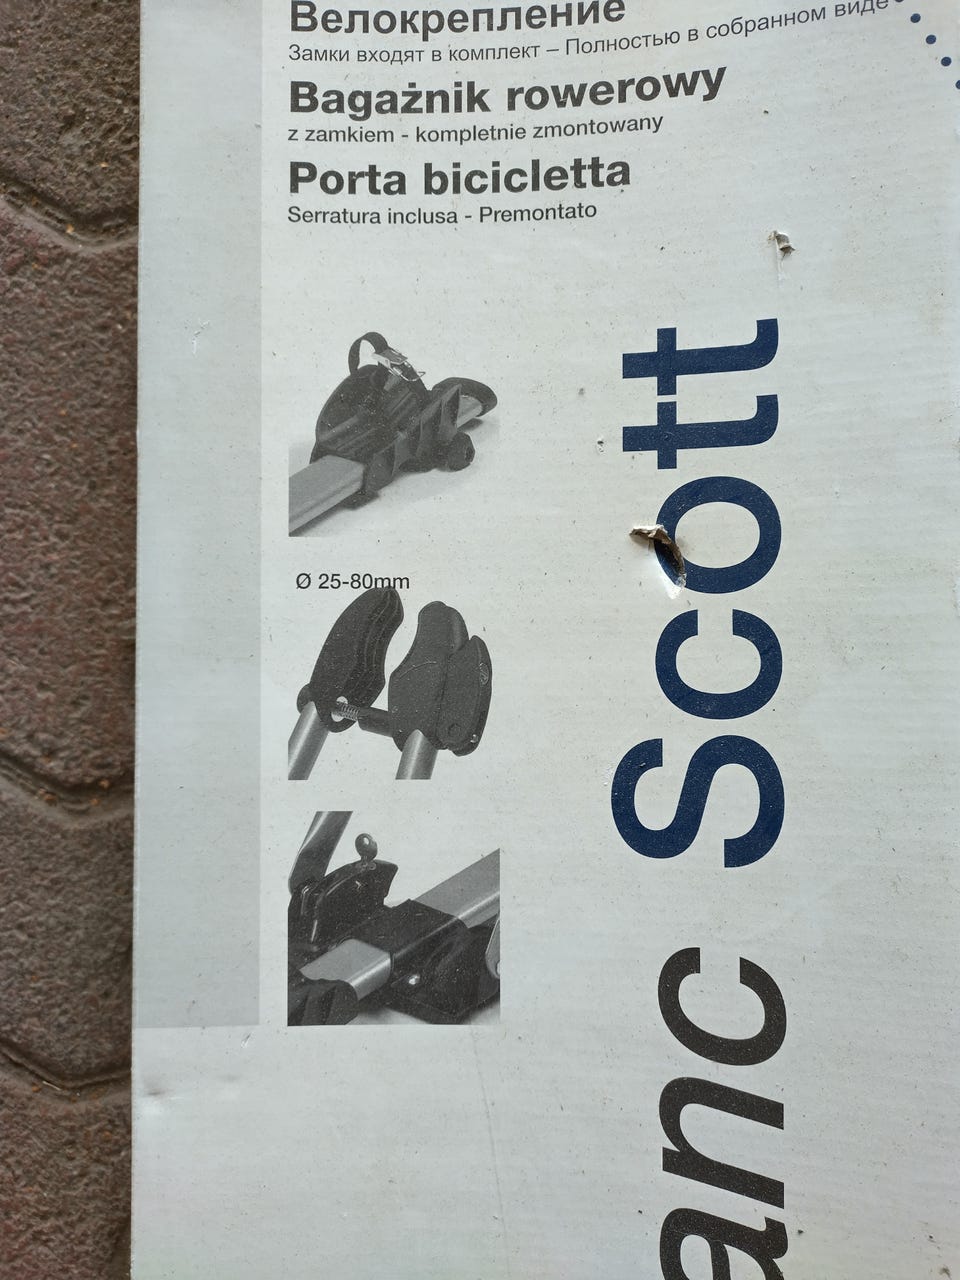 Велокрепление
Замки входят в комплект – Полностью в собранном виде
Bagażnik rowerowy
z zamkiem - kompletnie zmontowany
Porta bicicletta
Serratura inclusa - Premontato
Ø 25-80mm
anc Scott